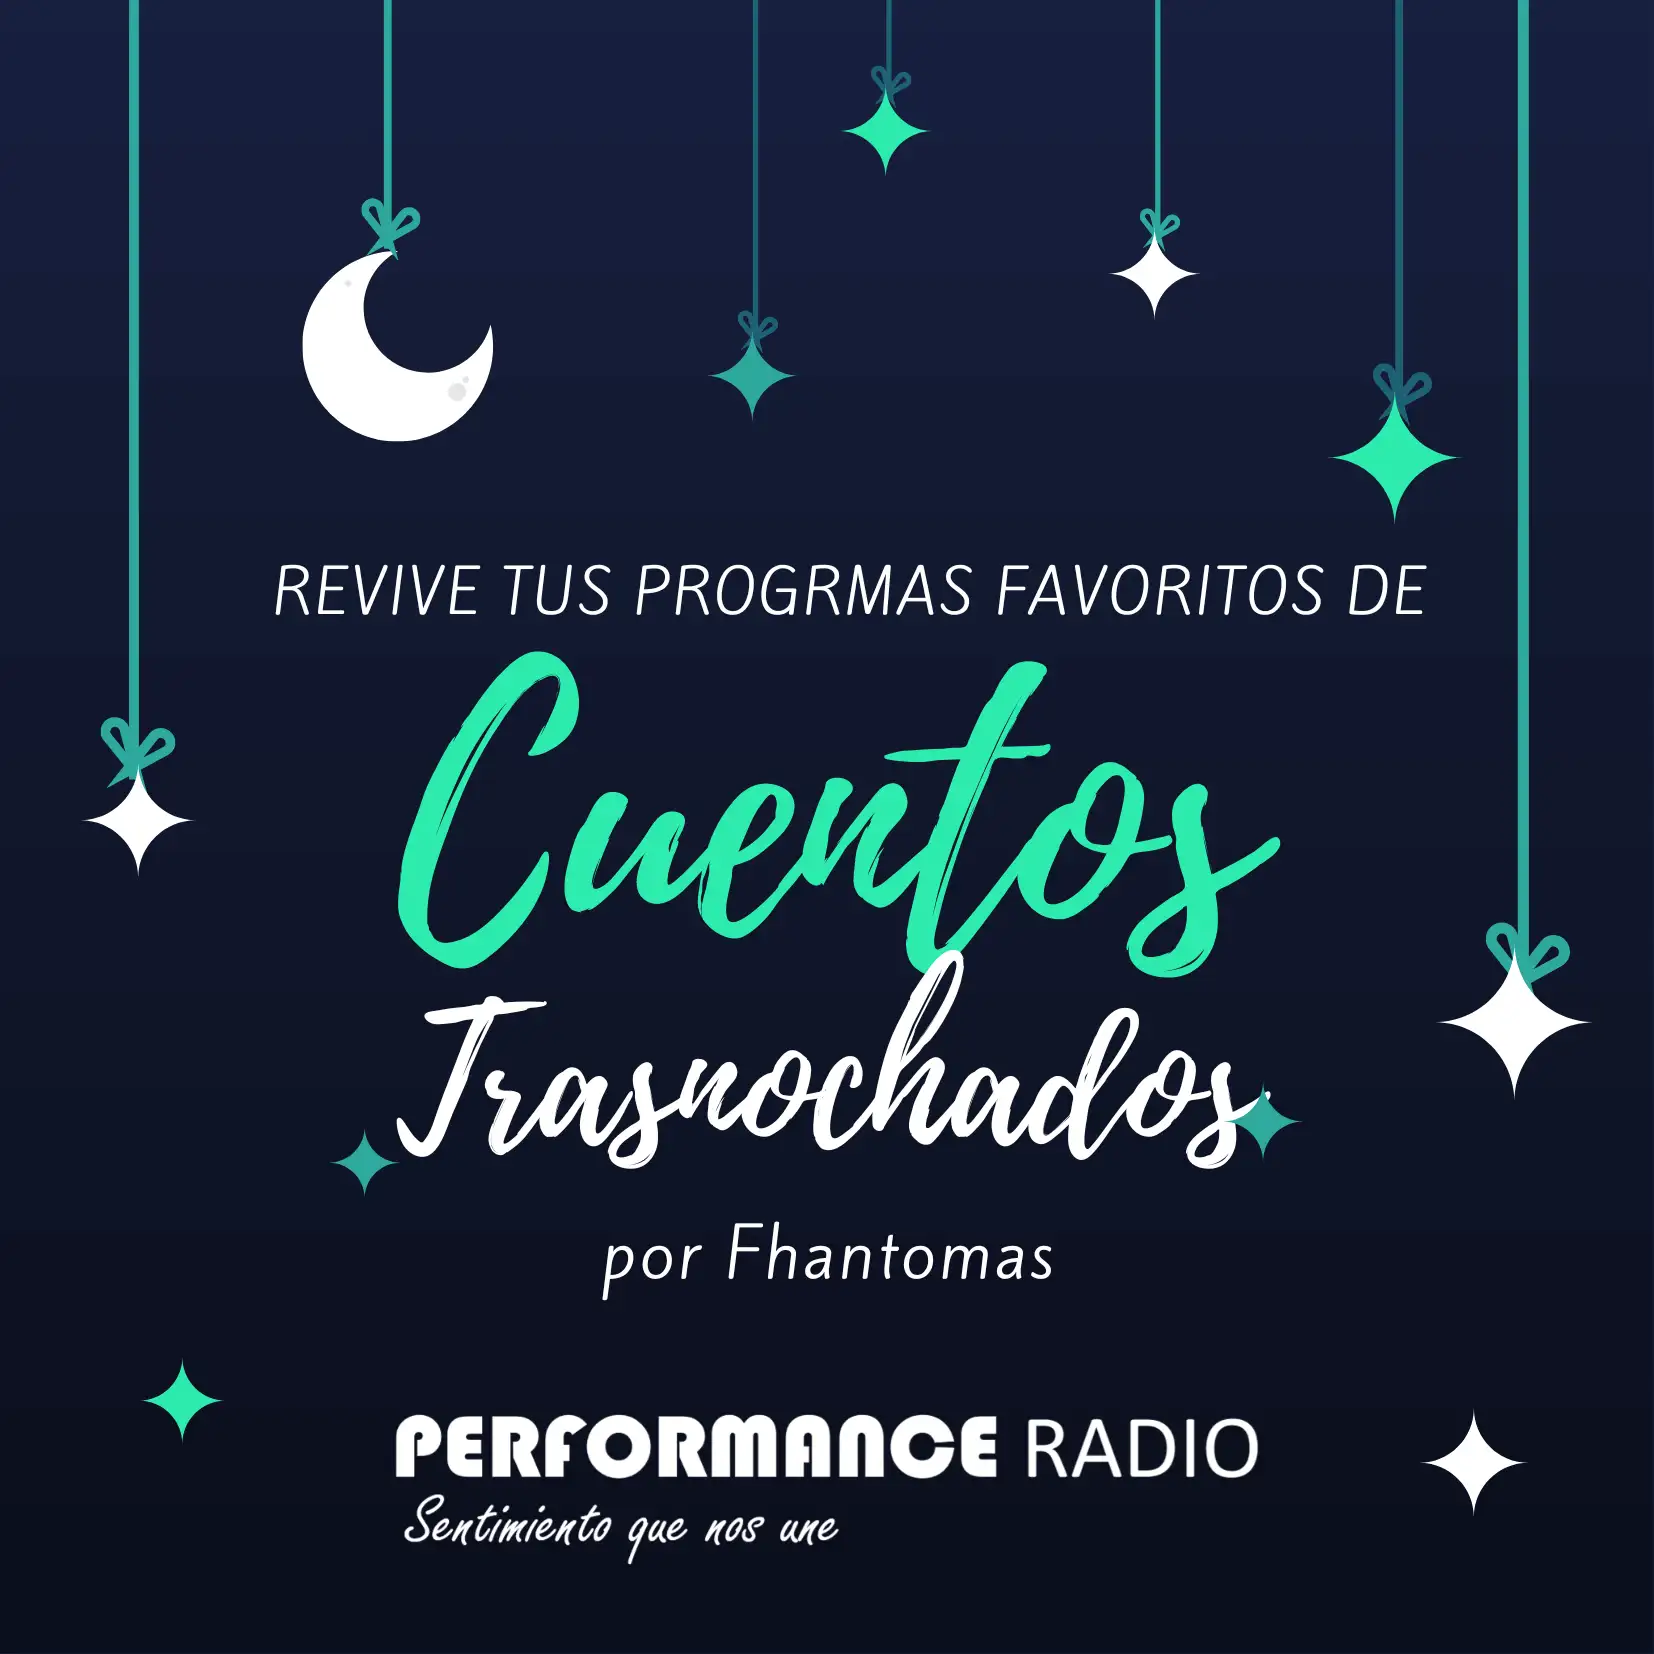 REVIVE TUS PROGRMAS FAVORITOS DE
Cuentos
Trasnochados
por Fhantomas
PERFORMANCE RADIO
Sentimiento que nos une